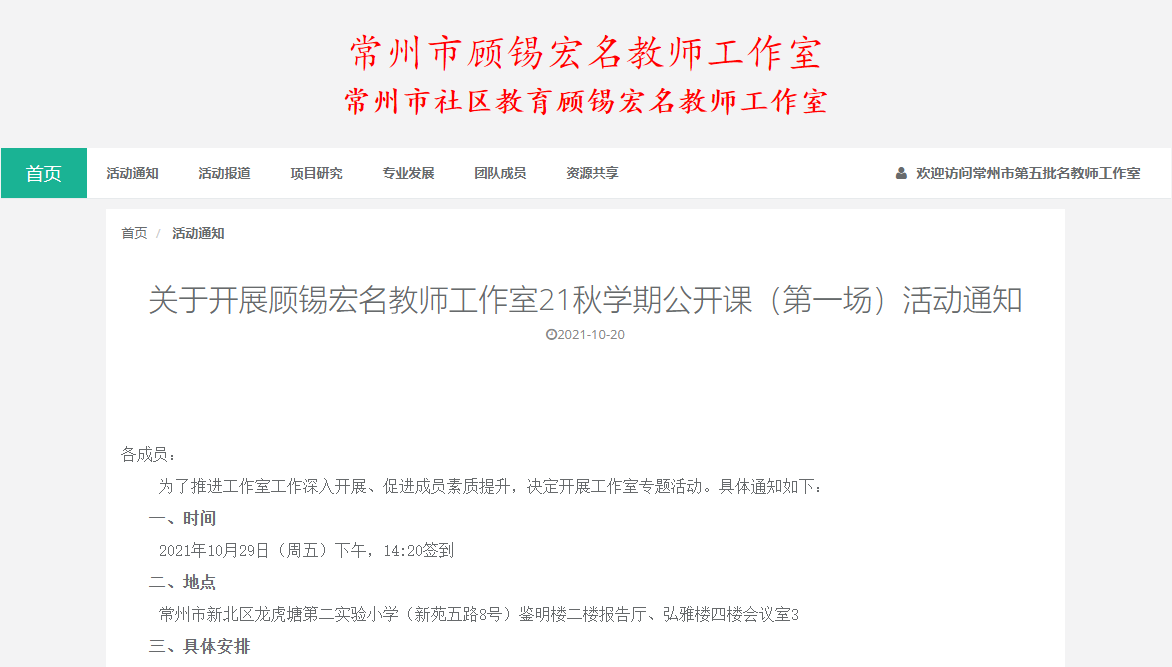 常州市顾锡宏名教师工作室
常州市社区教育顾锡宏名教师工作室
首页 活动通知 活动报道 项目研究 专业发展 团队成员 资源共享 欢迎访问常州市第五批名教师工作室
首页 / 活动通知
关于开展顾锡宏名教师工作室21秋学期公开课（第一场）活动通知
2021-10-20
各成员：
为了推进工作室工作深入开展、促进成员素质提升，决定开展工作室专题活动。具体通知如下：
一、时间
2021年10月29日（周五）下午，14:20签到
二、地点
常州市新北区龙虎塘第二实验小学（新苑五路8号）鉴明楼二楼报告厅、弘雅楼四楼会议室3
三、具体安排